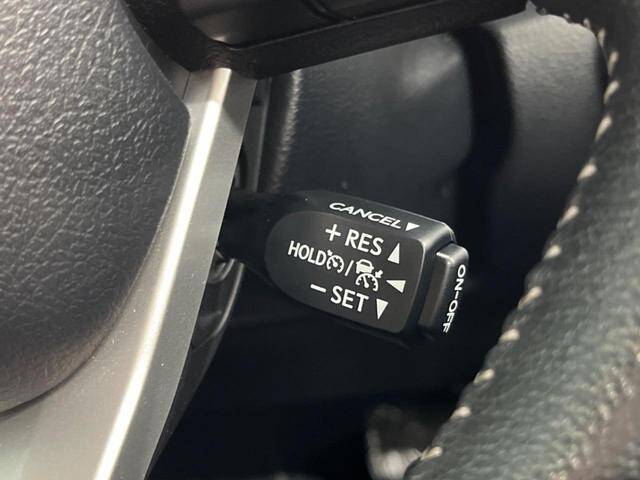 CANCEL
+ RES
HOLD /
− SET
ON-OFF